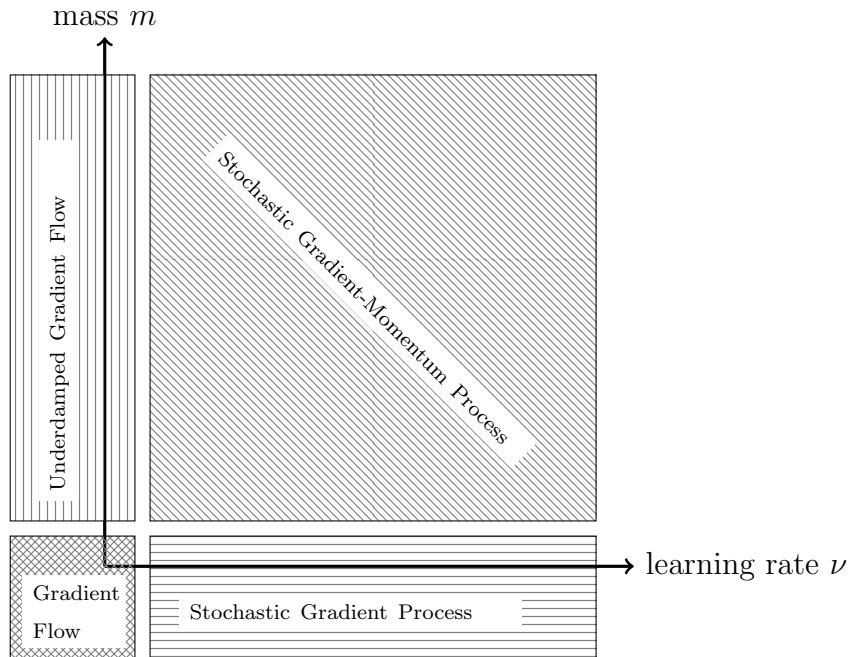 mass m
Underdamped Gradient Flow
Stochastic Gradient-Momentum Process
learning rate ν
Gradient
Flow
Stochastic Gradient Process